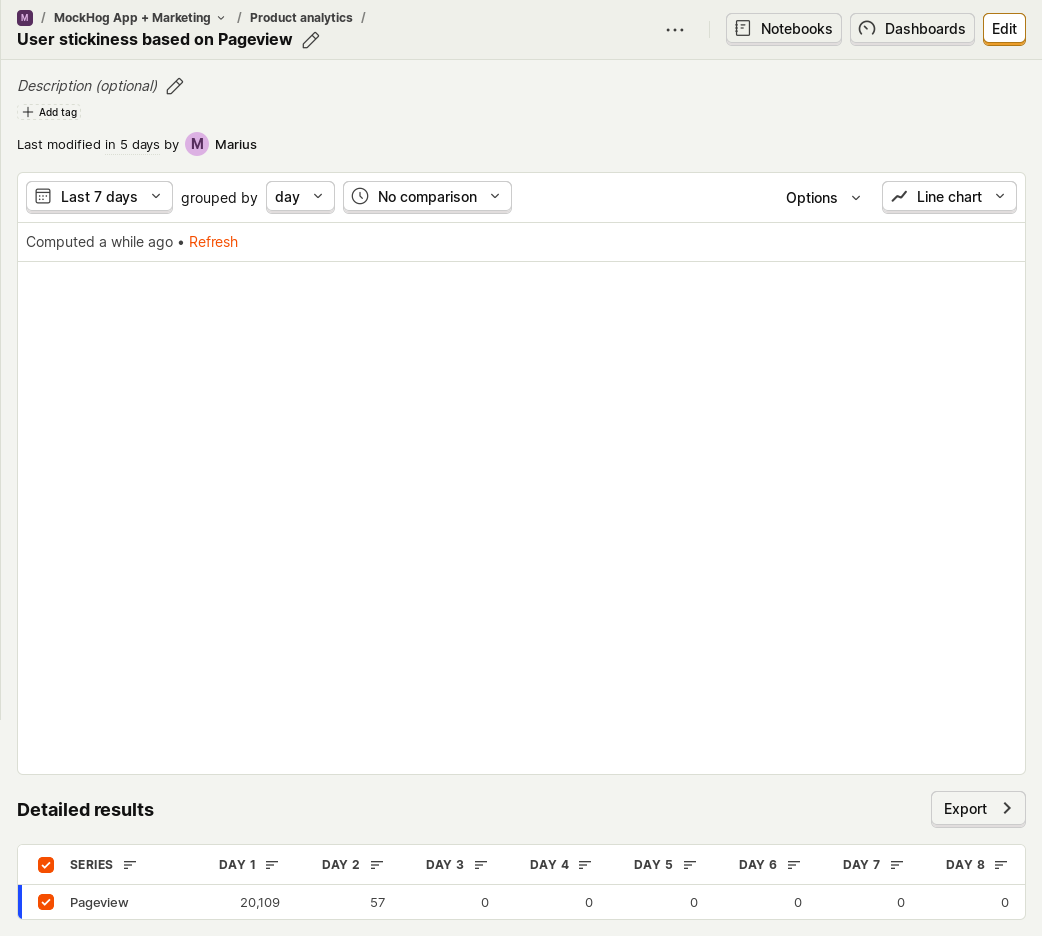 M / MockHog App + Marketing / Product analytics /
User stickiness based on Pageview
Notebooks
Dashboards
Edit
Description (optional)
Add tag
Last modified in 5 days by M Marius
Last 7 days grouped by day No comparison Options Line chart
Computed a while ago • Refresh
Detailed results
Export
SERIES DAY 1 DAY 2 DAY 3 DAY 4 DAY 5 DAY 6 DAY 7 DAY 8
Pageview 20,109 57 0 0 0 0 0 0